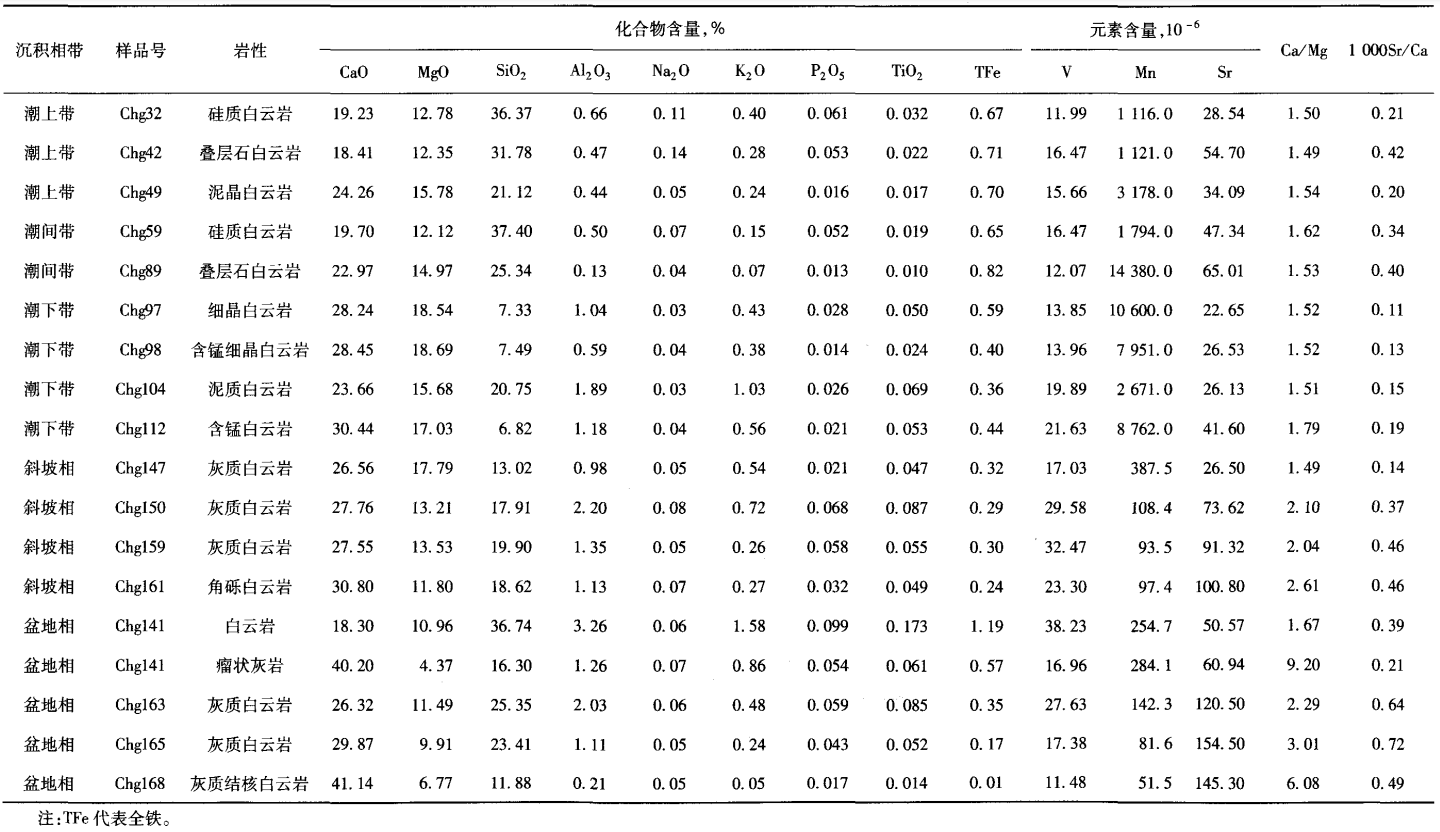 沉积相带 样品号 岩性 化合物含量,% 元素含量,10⁻⁶ Ca/Mg 1 000Sr/Ca
CaO MgO SiO₂ Al₂O₃ Na₂O K₂O P₂O₅ TiO₂ TFe V Mn Sr
潮上带 Chg32 硅质白云岩 19.23 12.78 36.37 0.66 0.11 0.40 0.061 0.032 0.67 11.99 1 116.0 28.54 1.50 0.21
潮上带 Chg42 叠层石白云岩 18.41 12.35 31.78 0.47 0.14 0.28 0.053 0.022 0.71 16.47 1 121.0 54.70 1.49 0.42
潮上带 Chg49 泥晶白云岩 24.26 15.78 21.12 0.44 0.05 0.24 0.016 0.017 0.70 15.66 3 178.0 34.09 1.54 0.20
潮间带 Chg59 硅质白云岩 19.70 12.12 37.40 0.50 0.07 0.15 0.052 0.019 0.65 16.47 1 794.0 47.34 1.62 0.34
潮间带 Chg89 叠层石白云岩 22.97 14.97 25.34 0.13 0.04 0.07 0.013 0.010 0.82 12.07 14 380.0 65.01 1.53 0.40
潮下带 Chg97 细晶白云岩 28.24 18.54 7.33 1.04 0.03 0.43 0.028 0.050 0.59 13.85 10 600.0 22.65 1.52 0.11
潮下带 Chg98 含锰细晶白云岩 28.45 18.69 7.49 0.59 0.04 0.38 0.014 0.024 0.40 13.96 7 951.0 26.53 1.52 0.13
潮下带 Chg104 泥质白云岩 23.66 15.68 20.75 1.89 0.03 1.03 0.026 0.069 0.36 19.89 2 671.0 26.13 1.51 0.15
潮下带 Chg112 含锰白云岩 30.44 17.03 6.82 1.18 0.04 0.56 0.021 0.053 0.44 21.63 8 762.0 41.60 1.79 0.19
斜坡相 Chg147 灰质白云岩 26.56 17.79 13.02 0.98 0.05 0.54 0.021 0.047 0.32 17.03 387.5 26.50 1.49 0.14
斜坡相 Chg150 灰质白云岩 27.76 13.21 17.91 2.20 0.08 0.72 0.068 0.087 0.29 29.58 108.4 73.62 2.10 0.37
斜坡相 Chg159 灰质白云岩 27.55 13.53 19.90 1.35 0.05 0.26 0.058 0.055 0.30 32.47 93.5 91.32 2.04 0.46
斜坡相 Chg161 角砾白云岩 30.80 11.80 18.62 1.13 0.07 0.27 0.032 0.049 0.24 23.30 97.4 100.80 2.61 0.46
盆地相 Chg141 白云岩 18.30 10.96 36.74 3.26 0.06 1.58 0.099 0.173 1.19 38.23 254.7 50.57 1.67 0.39
盆地相 Chg141 瘤状灰岩 40.20 4.37 16.30 1.26 0.07 0.86 0.054 0.061 0.57 16.96 284.1 60.94 9.20 0.21
盆地相 Chg163 灰质白云岩 26.32 11.49 25.35 2.03 0.06 0.48 0.059 0.085 0.35 27.63 142.3 120.50 2.29 0.64
盆地相 Chg165 灰质白云岩 29.87 9.91 23.41 1.11 0.05 0.24 0.043 0.052 0.17 17.38 81.6 154.50 3.01 0.72
盆地相 Chg168 灰质结核白云岩 41.14 6.77 11.88 0.21 0.05 0.05 0.017 0.014 0.01 11.48 51.5 145.30 6.08 0.49
注:TFe 代表全铁。